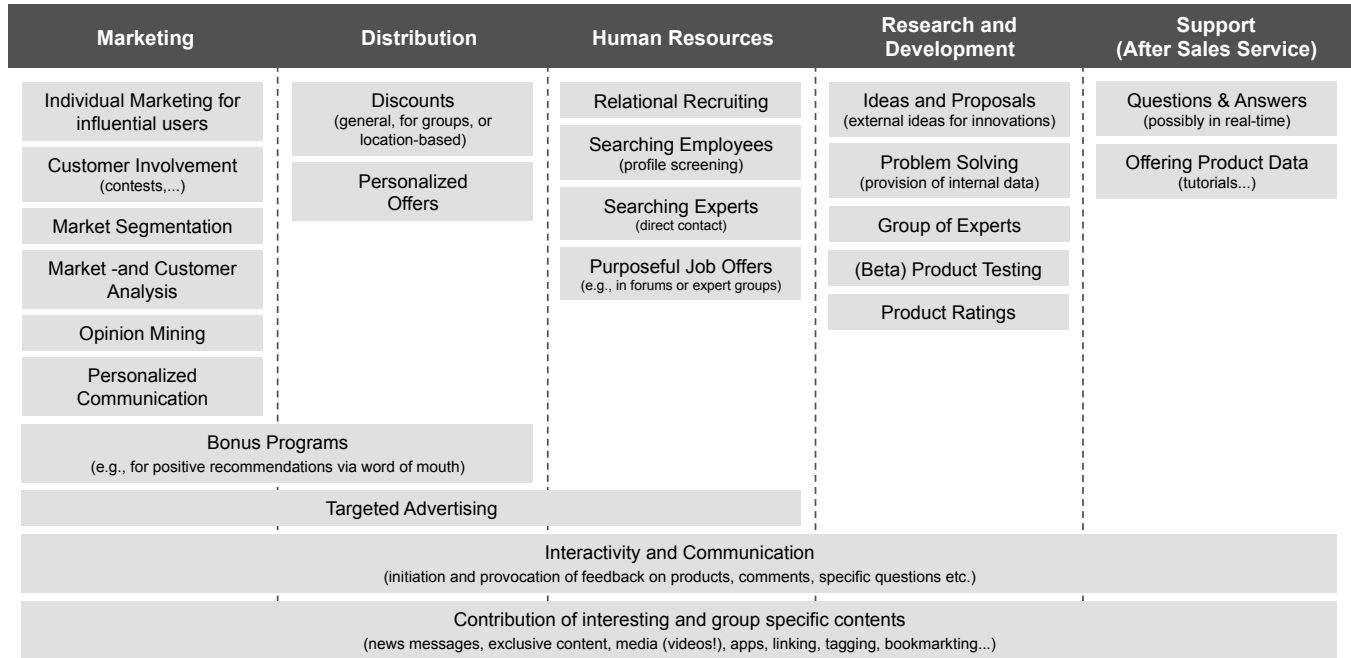 Marketing
Distribution
Human Resources
Research and
Development
Support
(After Sales Service)
Individual Marketing for
influential users
Customer Involvement
(contests,...)
Market Segmentation
Market -and Customer
Analysis
Opinion Mining
Personalized
Communication
Discounts
(general, for groups, or
location-based)
Personalized
Offers
Relational Recruiting
Searching Employees
(profile screening)
Searching Experts
(direct contact)
Purposeful Job Offers
(e.g., in forums or expert groups)
Ideas and Proposals
(external ideas for innovations)
Problem Solving
(provision of internal data)
Group of Experts
(Beta) Product Testing
Product Ratings
Questions & Answers
(possibly in real-time)
Offering Product Data
(tutorials...)
Bonus Programs
(e.g., for positive recommendations via word of mouth)
Targeted Advertising
Interactivity and Communication
(initiation and provocation of feedback on products, comments, specific questions etc.)
Contribution of interesting and group specific contents
(news messages, exclusive content, media (videos!), apps, linking, tagging, bookmarkting...)